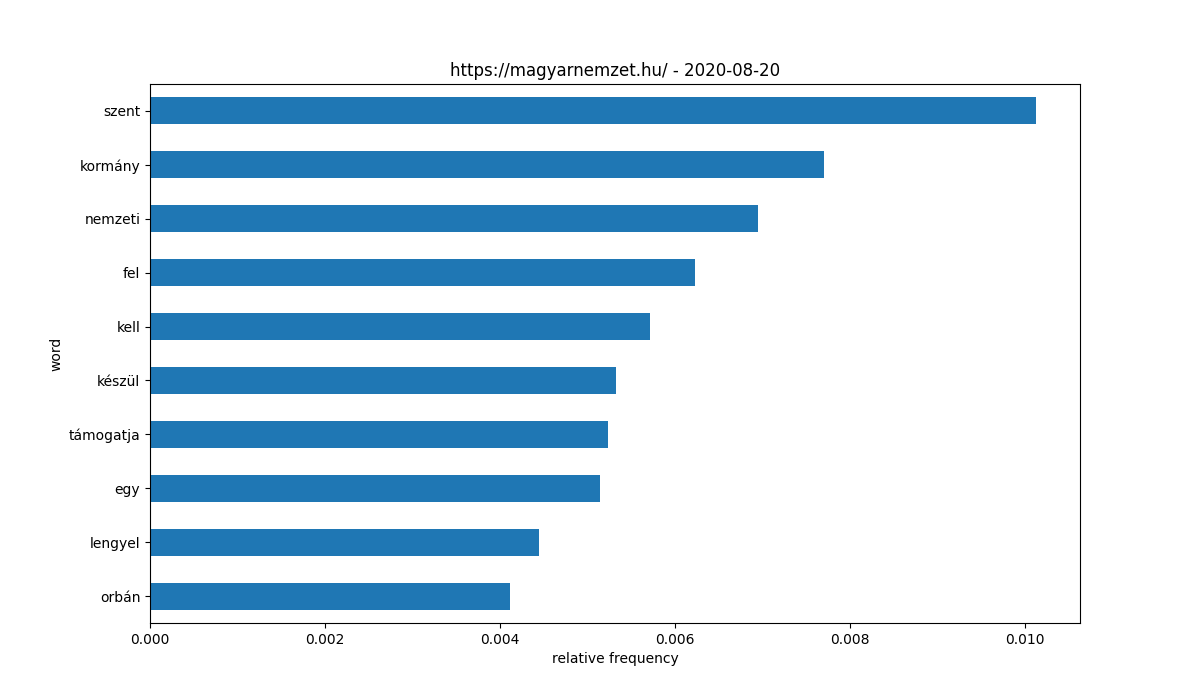 https://magyarnemzet.hu/ - 2020-08-20
szent
kormány
nemzeti
fel
kell
készül
támogatja
egy
lengyel
orbán
word
0.000 0.002 0.004 0.006 0.008 0.010
relative frequency